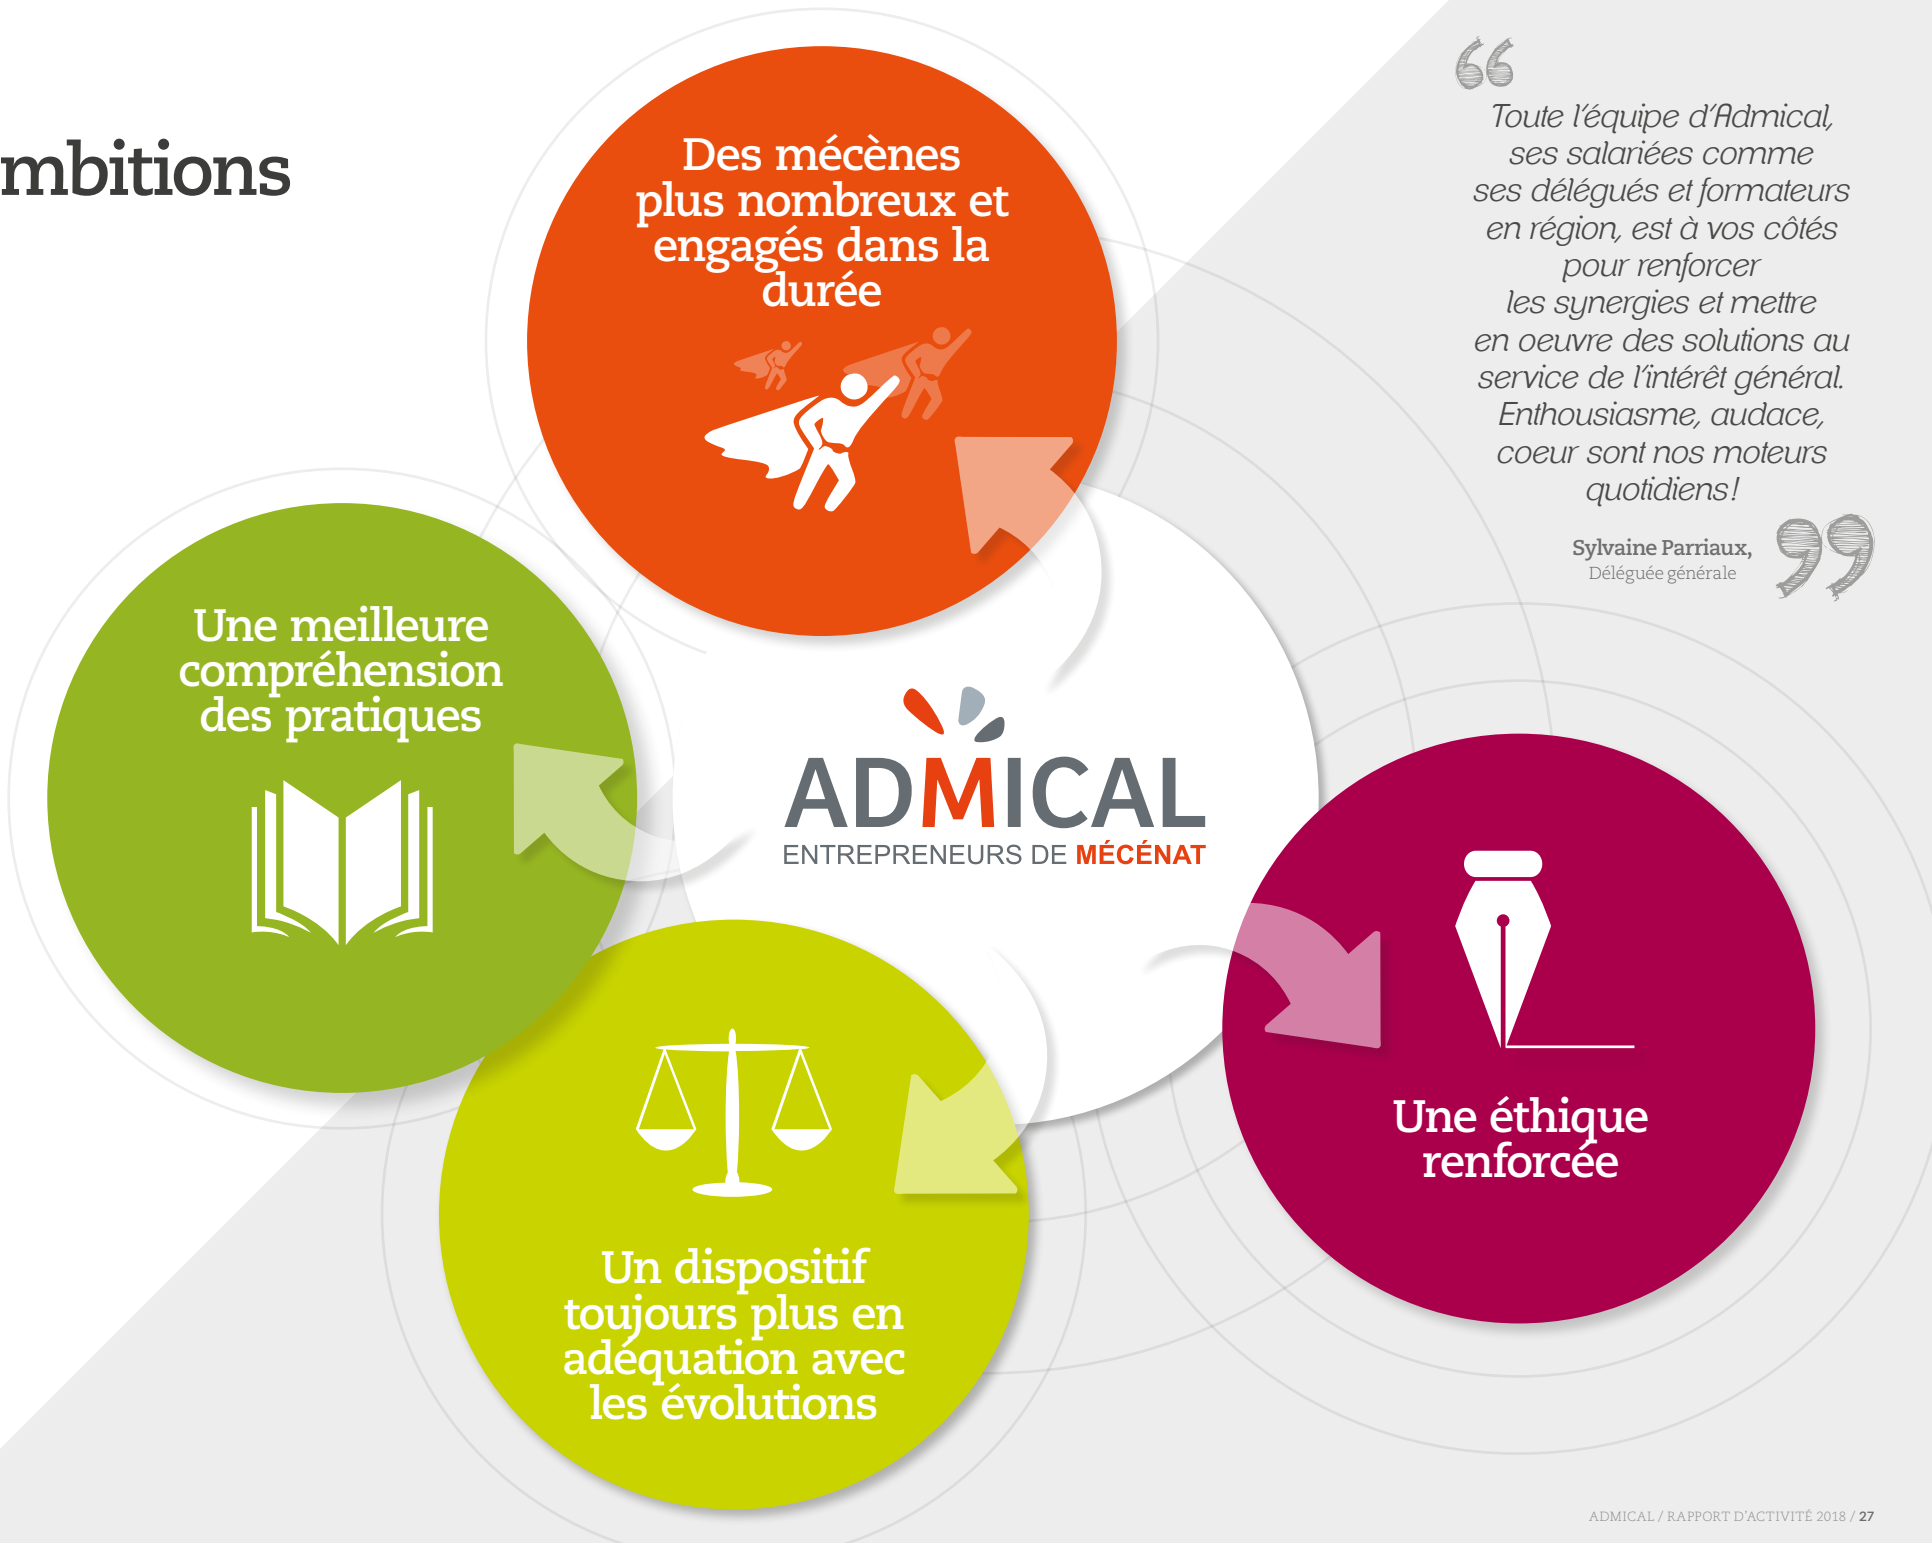 mbitions
Des mécènes
plus nombreux et
engagés dans la
durée
Une meilleure
compréhension
des pratiques
ADMICAL
ENTREPRENEURS DE MÉCÉNAT
Un dispositif
toujours plus en
adéquation avec
les évolutions
Une éthique
renforcée
“
Toute l’équipe d’Admical,
ses salariées comme
ses délégués et formateurs
en région, est à vos côtés
pour renforcer
les synergies et mettre
en oeuvre des solutions au
service de l’intérêt général.
Enthousiasme, audace,
coeur sont nos moteurs
quotidiens!
”
Sylvaine Parriaux,
Déléguée générale
ADMICAL / RAPPORT D’ACTIVITÉ 2018 / 27